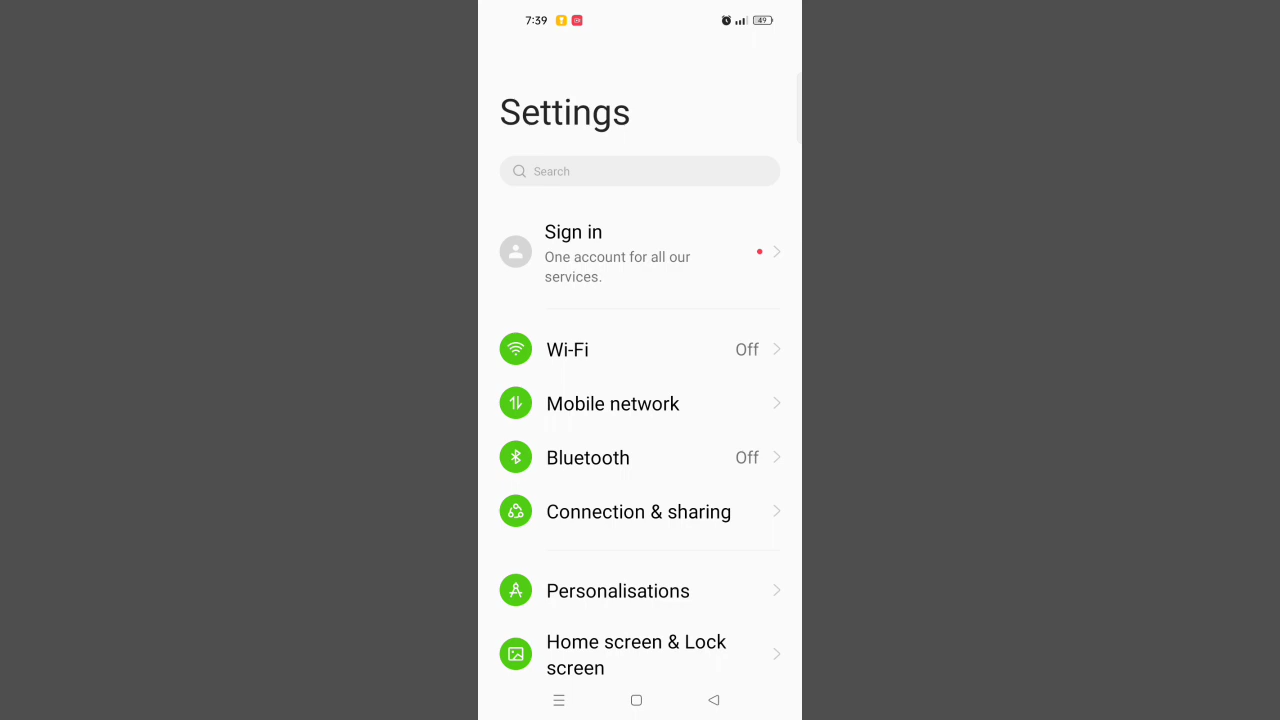 7:39
49
Settings
Search
Sign in
One account for all our
services.
Wi-Fi
Off
Mobile network
Bluetooth
Off
Connection & sharing
Personalisations
Home screen & Lock
screen